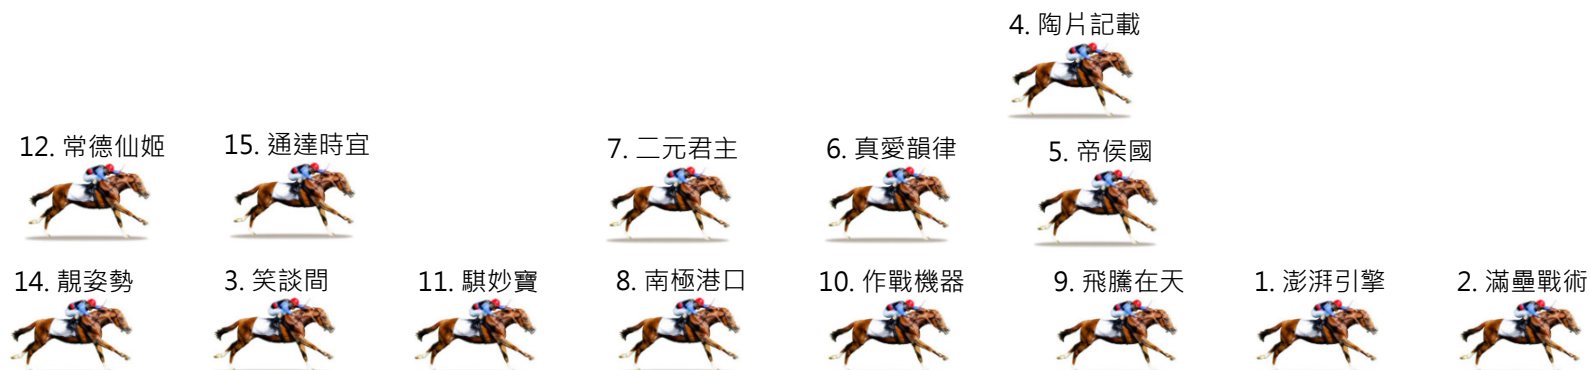 4. 陶片記載
12. 常德仙姬
15. 通達時宜
7. 二元君主
6. 真愛韻律
5. 帝侯國
14. 靚姿勢
3. 笑談間
11. 騏妙寶
8. 南極港口
10. 作戰機器
9. 飛騰在天
1. 澎湃引擎
2. 滿壘戰術